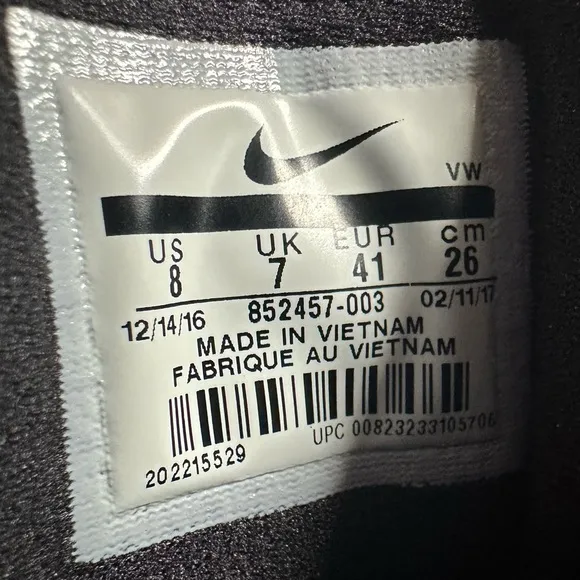 VW
US UK EUR cm
8 7 41 26
12/14/16 852457-003 02/11/17
MADE IN VIETNAM
FABRIQUE AU VIETNAM
UPC 00823233105706
202215529